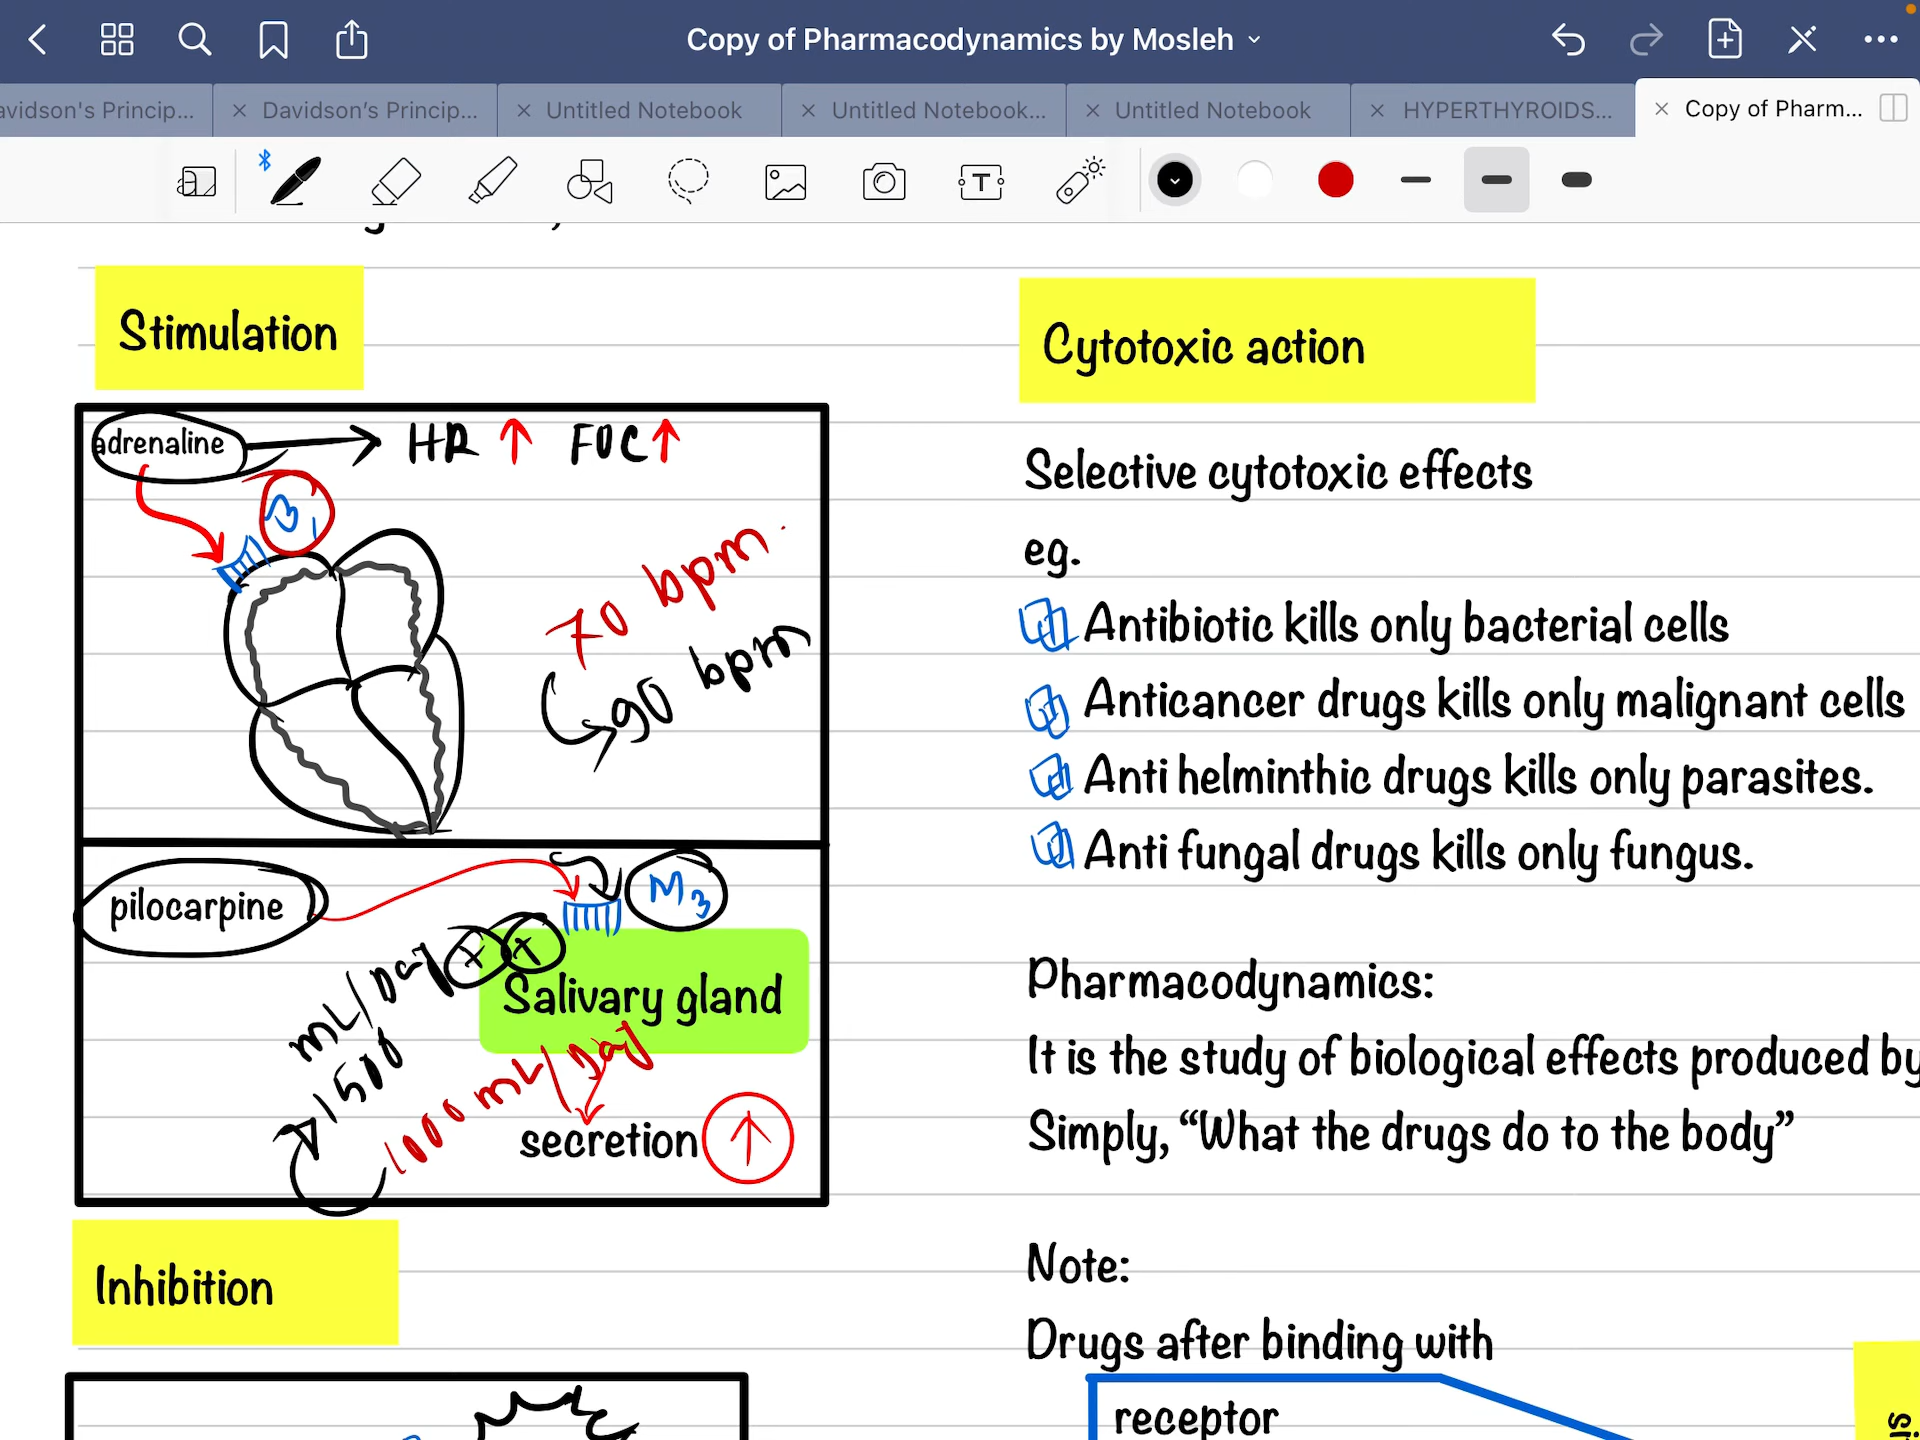 Copy of Pharmacodynamics by Mosleh
avidson's Princip...
Davidson's Princip...
Untitled Notebook
Untitled Notebook...
Untitled Notebook
HYPERTHYROIDS...
Copy of Pharm...
T
Stimulation
adrenaline → HR ↑ FOC ↑
β1
70 bpm
90 bpm
pilocarpine
M3
+ +
Salivary gland
mL/Day
1500
1000 mL/Day
secretion ↑
Inhibition
Cytotoxic action
Selective cytotoxic effects
eg.
Antibiotic kills only bacterial cells
Anticancer drugs kills only malignant cells
Anti helminthic drugs kills only parasites.
Anti fungal drugs kills only fungus.
Pharmacodynamics:
It is the study of biological effects produced by
Simply, “What the drugs do to the body”
Note:
Drugs after binding with
receptor